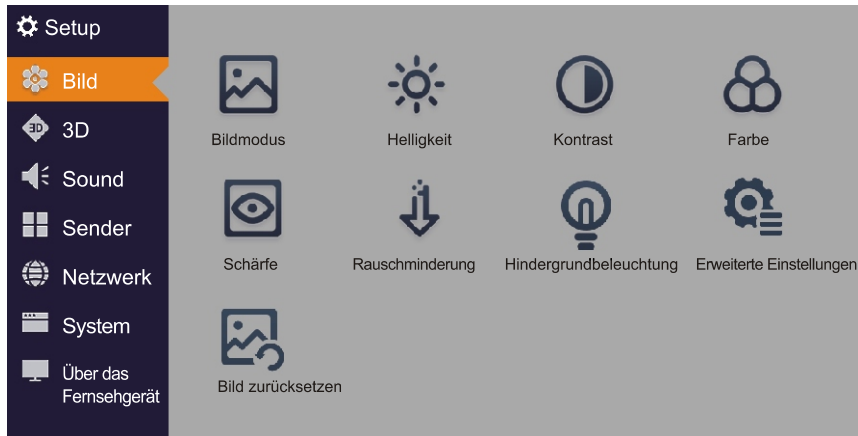 Setup
Bild
3D
3D
Sound
Sender
Netzwerk
System
Über das
Fernsehgerät
Bildmodus
Helligkeit
Kontrast
Farbe
Schärfe
Rauschminderung
Hindergrundbeleuchtung
Erweiterte Einstellungen
Bild zurücksetzen